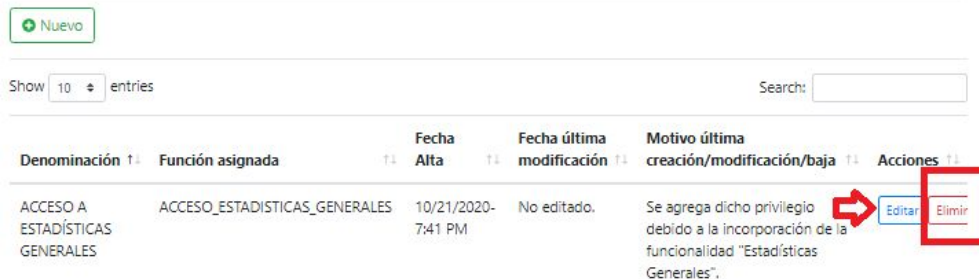 Nuevo
Show 10 entries
Search:
Denominación
Función asignada
Fecha
Alta
Fecha última
modificación
Motivo última
creación/modificación/baja
Acciones
ACCESO A
ESTADÍSTICAS
GENERALES
ACCESO_ESTADISTICAS_GENERALES
10/21/2020-
7:41 PM
No editado.
Se agrega dicho privilegio
debido a la incorporación de la
funcionalidad "Estadísticas
Generales".
Editar
Elimir